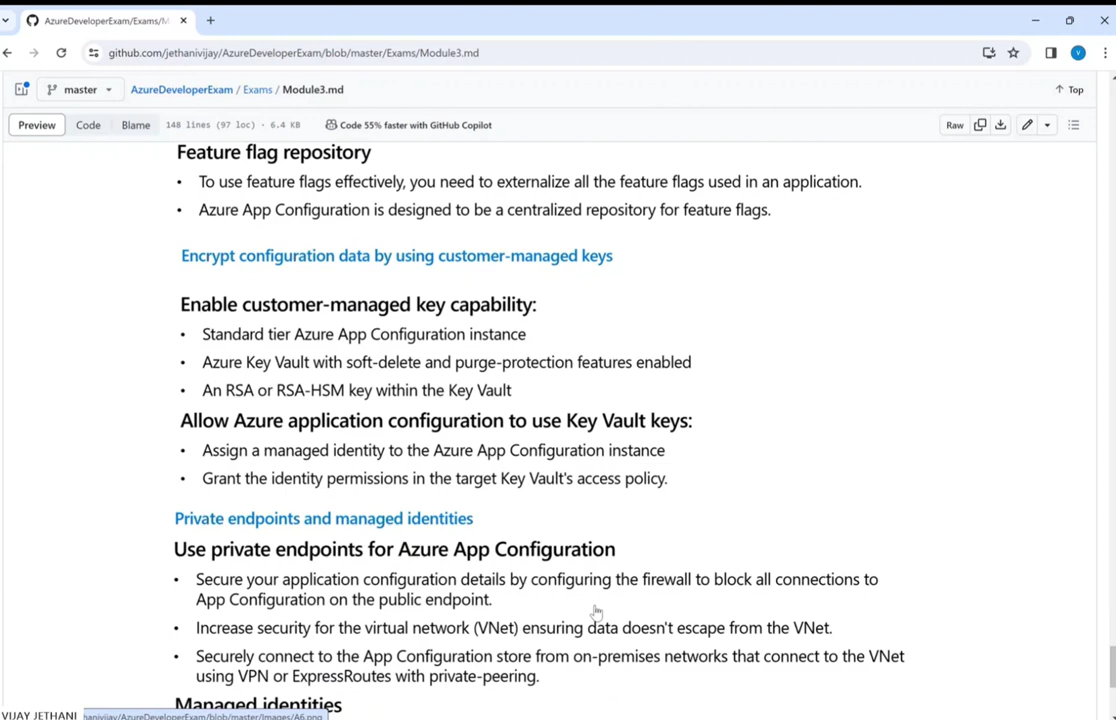 AzureDeveloperExam/Exams/M
github.com/jethanivijay/AzureDeveloperExam/blob/master/Exams/Module3.md
V
master
AzureDeveloperExam / Exams / Module3.md
Top
Preview
Code
Blame
148 lines (97 loc) · 6.4 KB
Code 55% faster with GitHub Copilot
Raw
Feature flag repository
• To use feature flags effectively, you need to externalize all the feature flags used in an application.
• Azure App Configuration is designed to be a centralized repository for feature flags.
Encrypt configuration data by using customer-managed keys
Enable customer-managed key capability:
• Standard tier Azure App Configuration instance
• Azure Key Vault with soft-delete and purge-protection features enabled
• An RSA or RSA-HSM key within the Key Vault
Allow Azure application configuration to use Key Vault keys:
• Assign a managed identity to the Azure App Configuration instance
• Grant the identity permissions in the target Key Vault's access policy.
Private endpoints and managed identities
Use private endpoints for Azure App Configuration
• Secure your application configuration details by configuring the firewall to block all connections to
App Configuration on the public endpoint.
• Increase security for the virtual network (VNet) ensuring data doesn't escape from the VNet.
• Securely connect to the App Configuration store from on-premises networks that connect to the VNet
using VPN or ExpressRoutes with private-peering.
Managed identities
VIJAY JETHANI
hanivijay/AzureDeveloperExam/blob/master/Images/A6.png